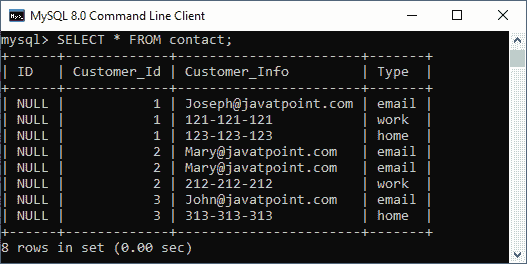 MySQL 8.0 Command Line Client
mysql> SELECT * FROM contact;
+------+-------------+-----------------------+-------+
| ID   | Customer_Id | Customer_Info         | Type  |
+------+-------------+-----------------------+-------+
| NULL |           1 | Joseph@javatpoint.com | email |
| NULL |           1 | 121-121-121           | work  |
| NULL |           1 | 123-123-123           | home  |
| NULL |           2 | Mary@javatpoint.com   | email |
| NULL |           2 | Mary@javatpoint.com   | email |
| NULL |           2 | 212-212-212           | work  |
| NULL |           3 | John@javatpoint.com   | email |
| NULL |           3 | 313-313-313           | home  |
+------+-------------+-----------------------+-------+
8 rows in set (0.00 sec)